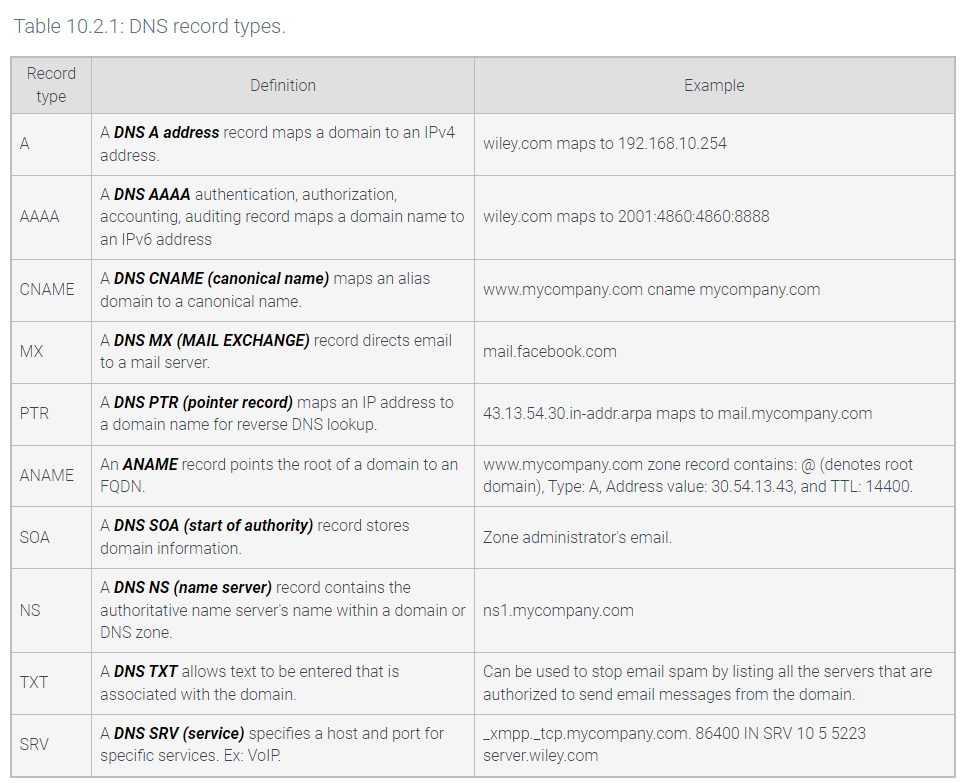 Table 10.2.1: DNS record types.
Record
type
Definition
Example
A
A DNS A address record maps a domain to an IPv4
address.
wiley.com maps to 192.168.10.254
AAAA
A DNS AAAA authentication, authorization,
accounting, auditing record maps a domain name to
an IPv6 address
wiley.com maps to 2001:4860:4860:8888
CNAME
A DNS CNAME (canonical name) maps an alias
domain to a canonical name.
www.mycompany.com cname mycompany.com
MX
A DNS MX (MAIL EXCHANGE) record directs email
to a mail server.
mail.facebook.com
PTR
A DNS PTR (pointer record) maps an IP address to
a domain name for reverse DNS lookup.
43.13.54.30.in-addr.arpa maps to mail.mycompany.com
ANAME
An ANAME record points the root of a domain to an
FQDN.
www.mycompany.com zone record contains: @ (denotes root
domain), Type: A, Address value: 30.54.13.43, and TTL: 14400.
SOA
A DNS SOA (start of authority) record stores
domain information.
Zone administrator's email.
NS
A DNS NS (name server) record contains the
authoritative name server's name within a domain or
DNS zone.
ns1.mycompany.com
TXT
A DNS TXT allows text to be entered that is
associated with the domain.
Can be used to stop email spam by listing all the servers that are
authorized to send email messages from the domain.
SRV
A DNS SRV (service) specifies a host and port for
specific services. Ex: VoIP.
_xmpp._tcp.mycompany.com. 86400 IN SRV 10 5 5223
server.wiley.com